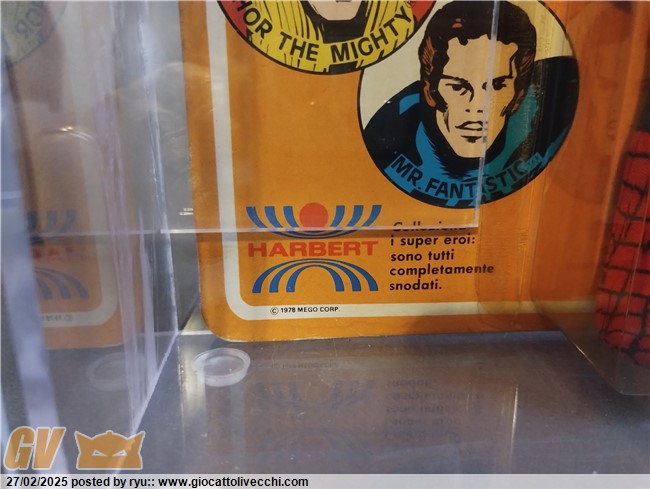 THOR THE MIGHTY
MR. FANTASTIC
HARBERT
Collezionate
i super eroi:
sono tutti
completamente
snodati.
© 1978 MEGO CORP.
GV
27/02/2025 posted by ryu:: www.giocattolivecchi.com